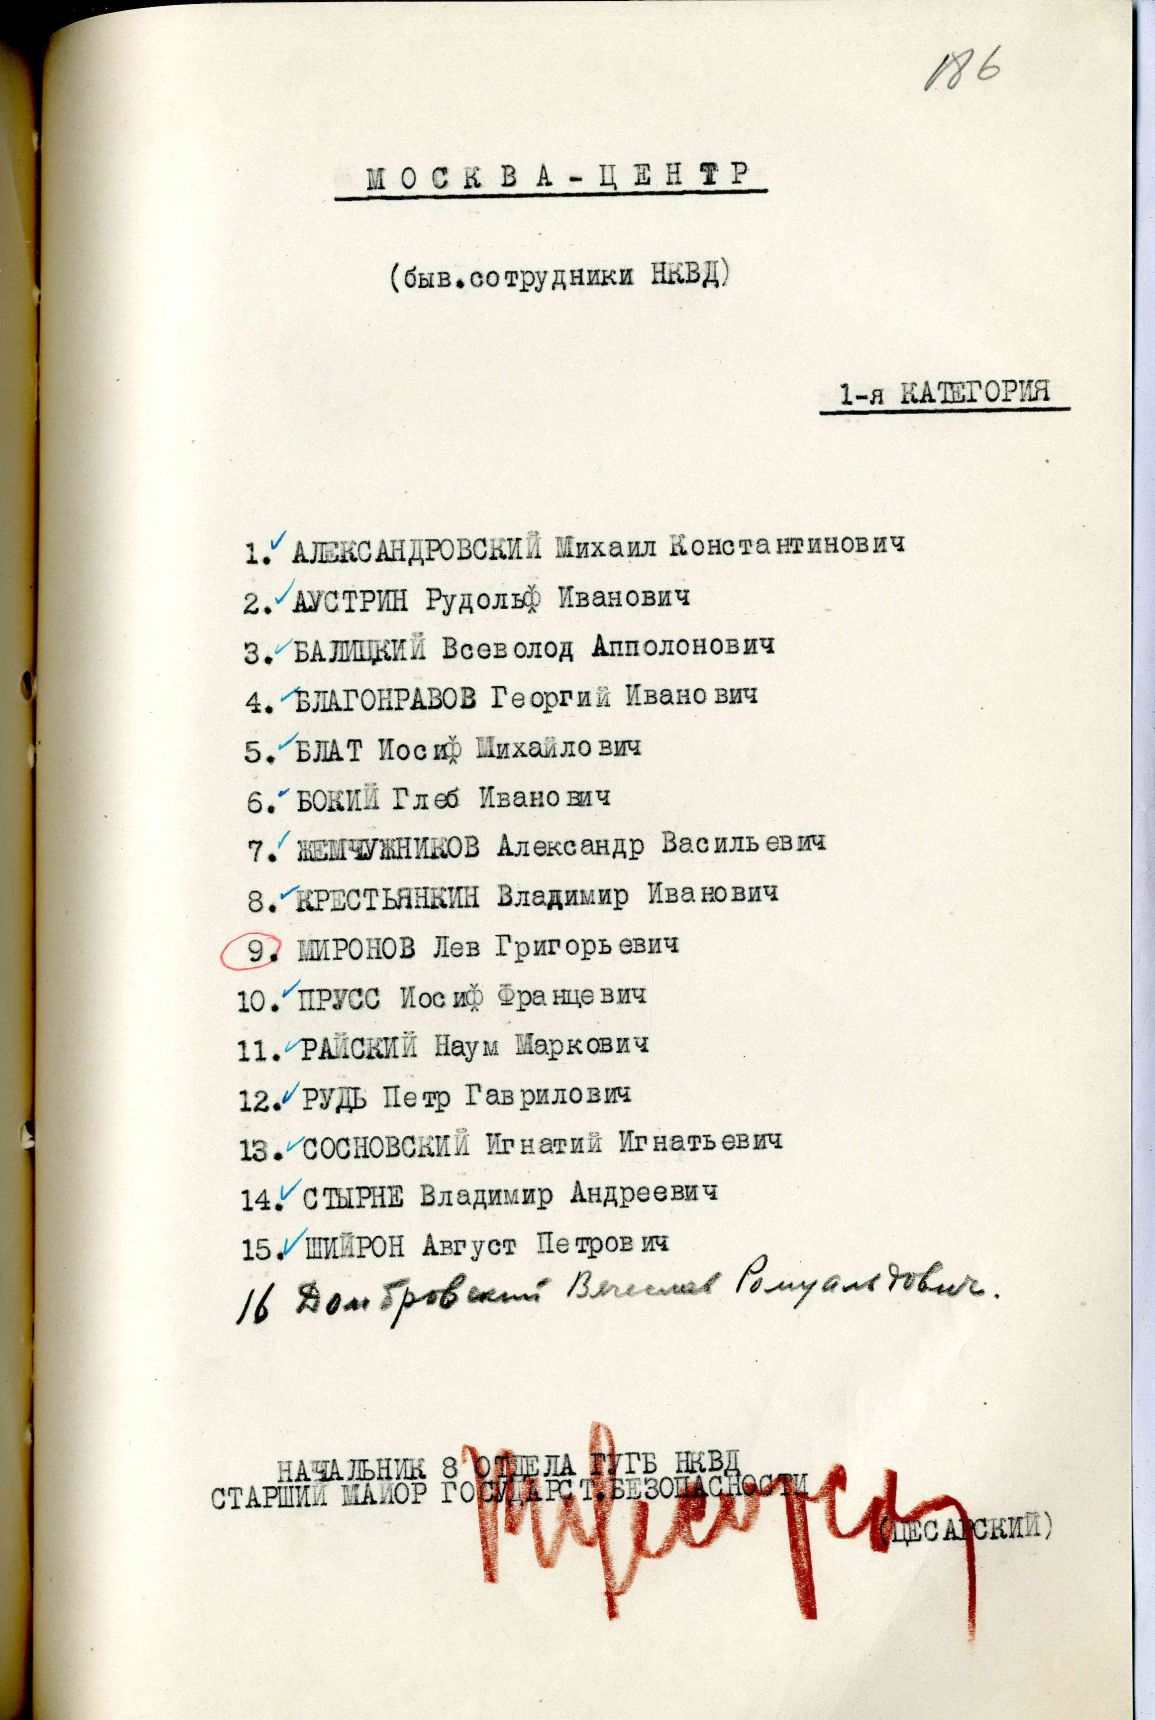 186
МОСКВА-ЦЕНТР
(быв.сотрудники НКВД)
1-я КАТЕГОРИЯ
1. АЛЕКСАНДРОВСКИЙ Михаил Константинович
2. АУСТРИН Рудольф Иванович
3. БАЛИЦКИЙ Всеволод Апполонович
4. БЛАГОНРАВОВ Георгий Иванович
5. БЛАТ Иосиф Михайлович
6. БОКИЙ Глеб Иванович
7. ЖЕМЧУЖНИКОВ Александр Васильевич
8. КРЕСТЬЯНКИН Владимир Иванович
9. МИРОНОВ Лев Григорьевич
10. ПРУСС Иосиф Францевич
11. РАЙСКИЙ Наум Маркович
12. РУДЬ Петр Гаврилович
13. СОСНОВСКИЙ Игнатий Игнатьевич
14. СТЫРНЕ Владимир Андреевич
15. ШИЙРОН Август Петрович
16 Домбровский Вячеслав Ромуальдович.
НАЧАЛЬНИК 8 ОТДЕЛА ГУГБ НКВД
СТАРШИЙ МАЙОР ГОСУДАРСТ.БЕЗОПАСНОСТИ
(ЦЕСАРСКИЙ)